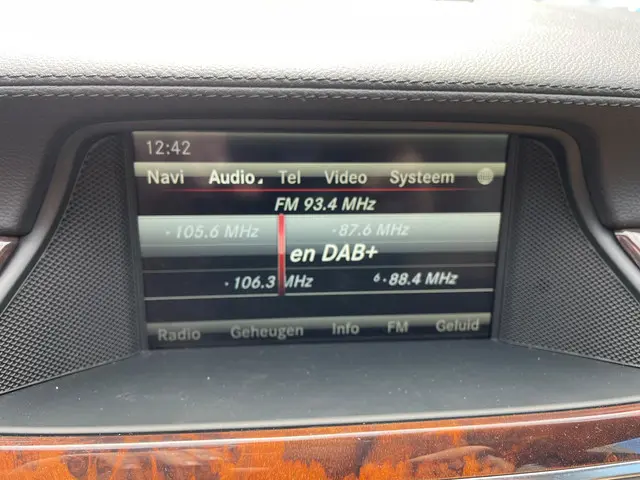 12:42
Navi Audio Tel Video Systeem
FM 93.4 MHz
105.6 MHz 87.6 MHz
en DAB+
106.3 MHz 6 88.4 MHz
Radio Geheugen Info FM Geluid